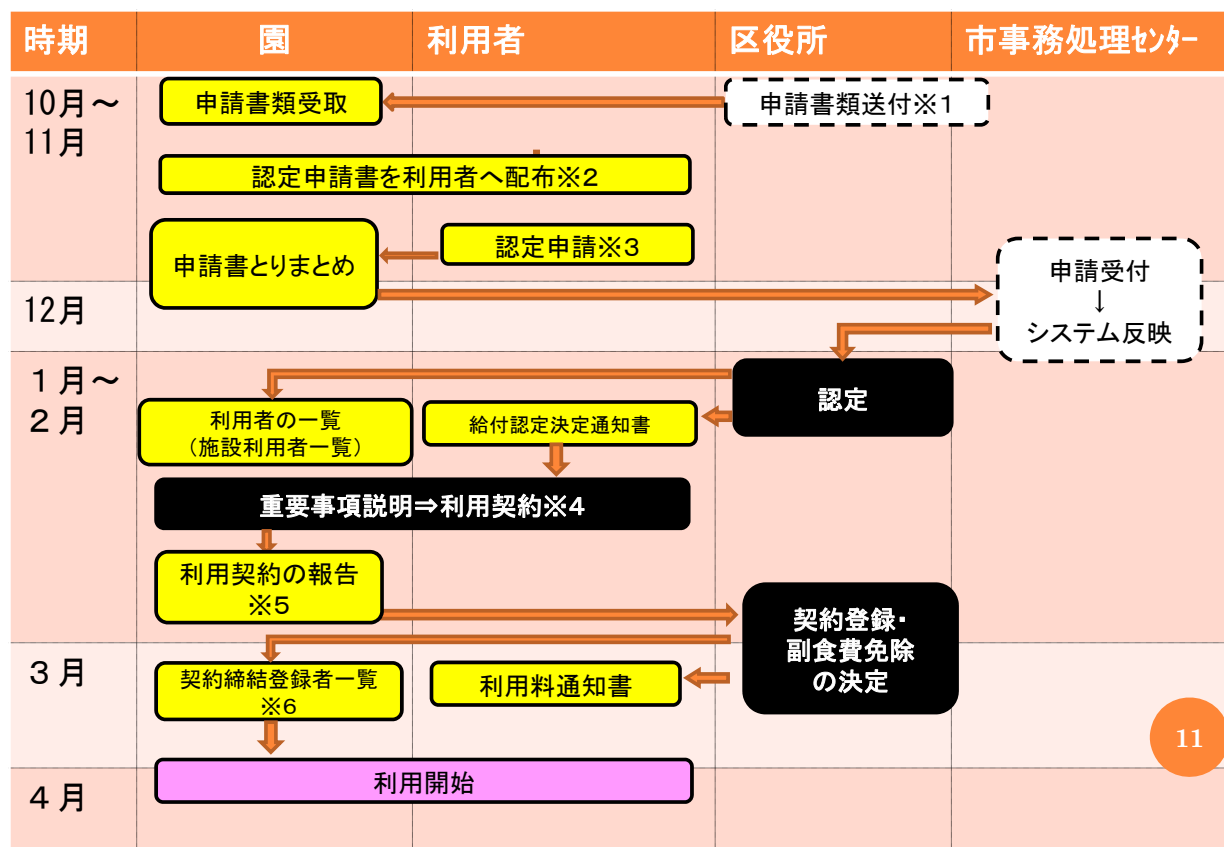 時期 園 利用者 区役所 市事務処理ｾﾝﾀｰ
10月～
11月
申請書類受取
申請書類送付※1
認定申請書を利用者へ配布※2
認定申請※3
申請書とりまとめ
12月
申請受付
↓
システム反映
1月～
2月
認定
利用者の一覧
（施設利用者一覧）
給付認定決定通知書
重要事項説明⇒利用契約※4
利用契約の報告
※5
契約登録・
副食費免除
の決定
3月
契約締結登録者一覧
※6
利用料通知書
11
利用開始
4月